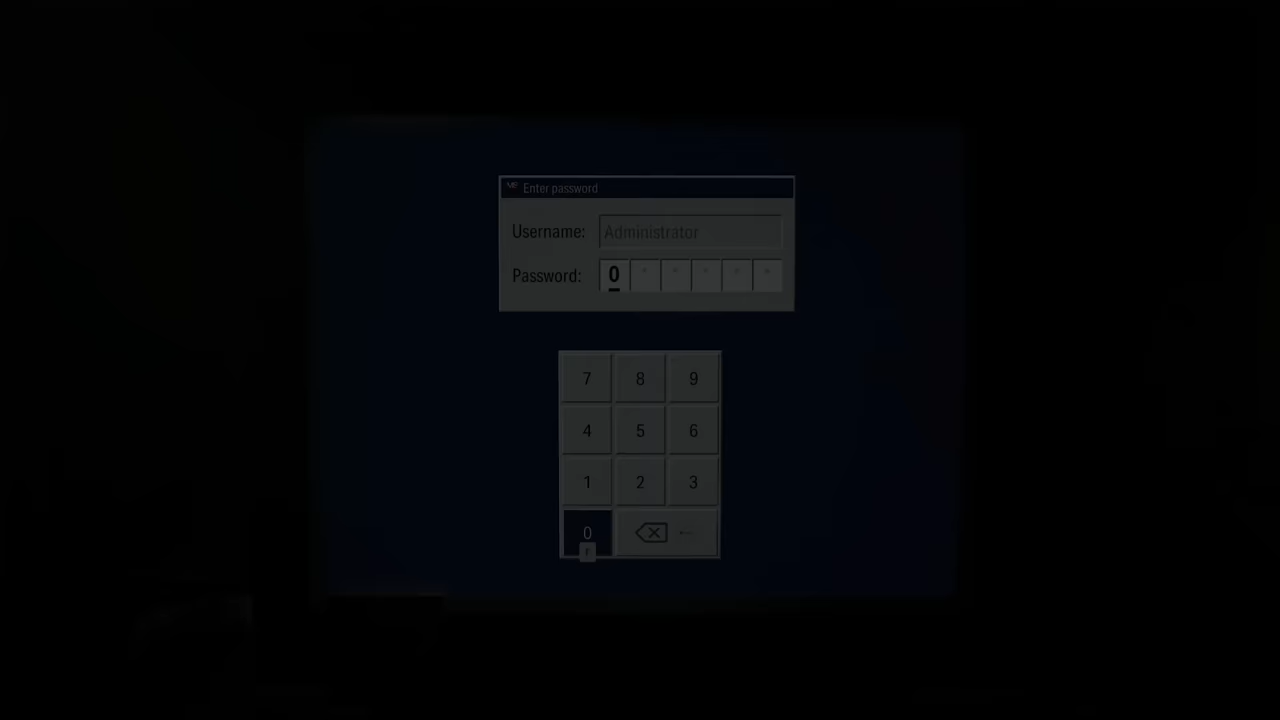 Enter password
Username: Administrator
Password: 0 * * * * *
7 8 9
4 5 6
1 2 3
0 ←